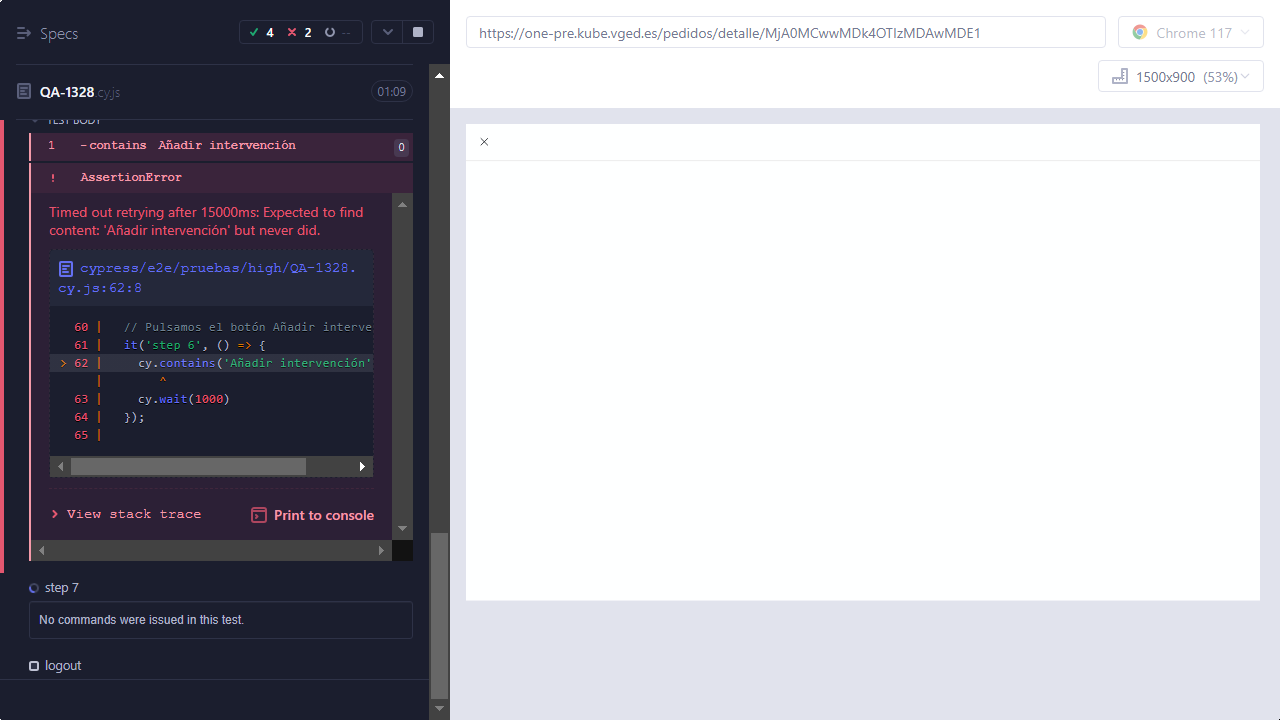 Specs
4
2
--
https://one-pre.kube.vged.es/pedidos/detalle/MjA0MCwwMDk4OTIzMDAwMDE1
Chrome 117
1500x900 (53%)
QA-1328.cy.js
01:09
TEST BODY
1 -contains Añadir intervención 0
! AssertionError
Timed out retrying after 15000ms: Expected to find
content: 'Añadir intervención' but never did.
cypress/e2e/pruebas/high/QA-1328.
cy.js:62:8
60 | // Pulsamos el botón Añadir interve
61 | it('step 6', () => {
> 62 | cy.contains('Añadir intervención'
| ^
63 | cy.wait(1000)
64 | });
65 |
> View stack trace
Print to console
step 7
No commands were issued in this test.
logout